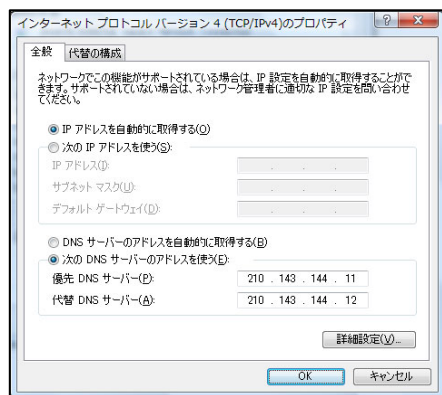 インターネット プロトコル バージョン 4 (TCP/IPv4)のプロパティ
全般
代替の構成
ネットワークでこの機能がサポートされている場合は、IP 設定を自動的に取得することがで
きます。サポートされていない場合は、ネットワーク管理者に適切な IP 設定を問い合わせ
てください。
IP アドレスを自動的に取得する(O)
次の IP アドレスを使う(S):
IP アドレス(I):
サブネット マスク(U):
デフォルト ゲートウェイ(D):
DNS サーバーのアドレスを自動的に取得する(B)
次の DNS サーバーのアドレスを使う(E):
優先 DNS サーバー(P): 210 . 143 . 144 . 11
代替 DNS サーバー(A): 210 . 143 . 144 . 12
詳細設定(V)...
OK キャンセル